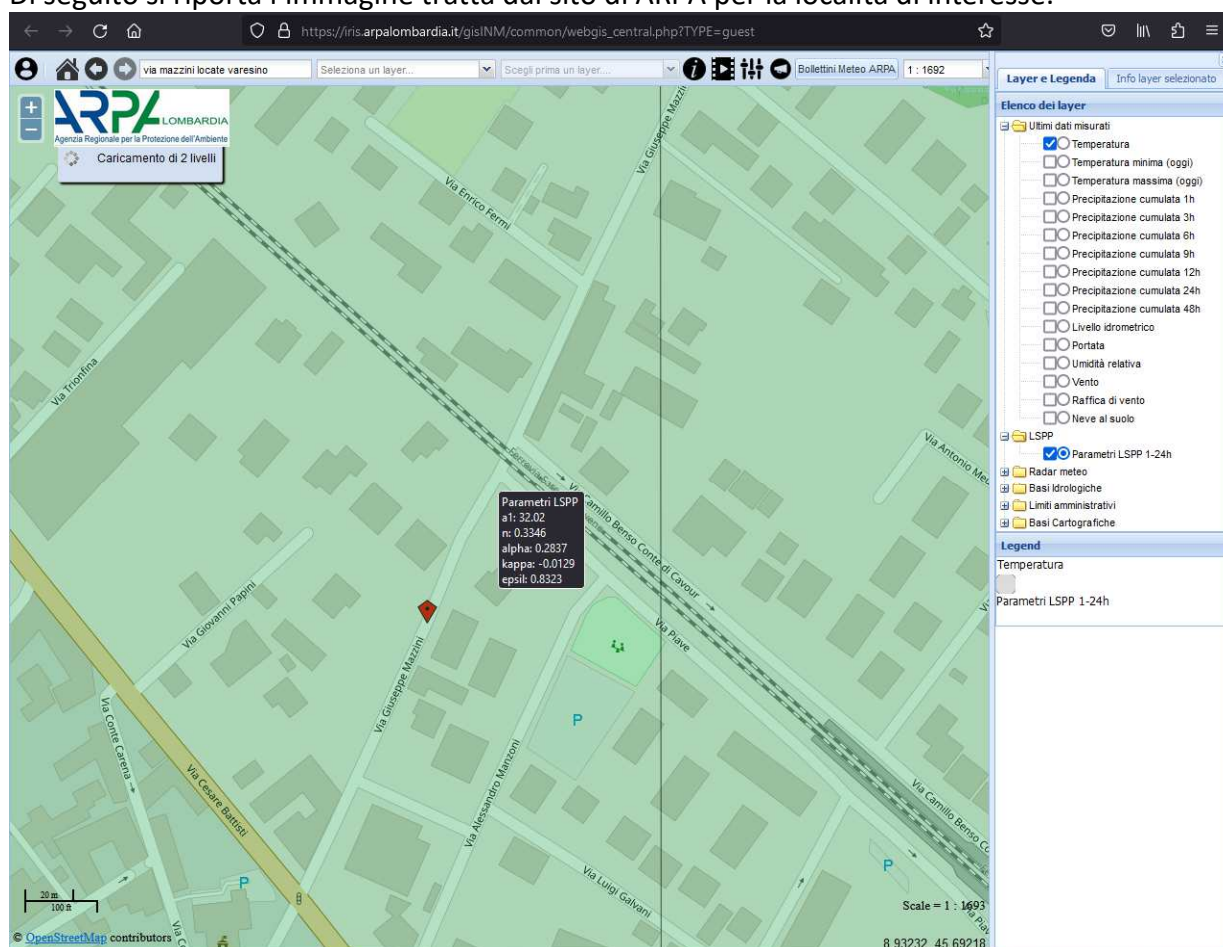 Di seguito si riporta l'immagine tratta dal sito di ARPA per la località di interesse:
https://iris.arpalombardia.it/gisINM/common/webgis_central.php?TYPE=guest
via mazzini locate varesino
Seleziona un layer...
Scegli prima un layer....
Bollettini Meteo ARPA
1 : 1692
ARPA LOMBARDIA
Agenzia Regionale per la Protezione dell'Ambiente
Caricamento di 2 livelli
Via Giuseppe Mazzini
Via Enrico Fermi
Via Trionfina
Via Antonio Meu
Parametri LSPP
a1: 32.02
n: 0.3346
alpha: 0.2837
kappa: -0.0129
epsil: 0.8323
Via Camillo Benso Conte di Cavour
Via Giovanni Papini
Via Piave
Via Giuseppe Mazzini
P
Via Conte Carena
Via Cesare Battisti
Via Alessandro Manzoni
Via Camillo Benso Co
Via Luigi Galvani
P
P
20 m
100 ft
Scale = 1 : 1693
Via Pia
© OpenStreetMap contributors
8.93232, 45.69218
Layer e Legenda
Info layer selezionato
Elenco dei layer
Ultimi dati misurati
Temperatura
Temperatura minima (oggi)
Temperatura massima (oggi)
Precipitazione cumulata 1h
Precipitazione cumulata 3h
Precipitazione cumulata 6h
Precipitazione cumulata 9h
Precipitazione cumulata 12h
Precipitazione cumulata 24h
Precipitazione cumulata 48h
Livello idrometrico
Portata
Umidità relativa
Vento
Raffica di vento
Neve al suolo
LSPP
Parametri LSPP 1-24h
Radar meteo
Basi Idrologiche
Limiti amministrativi
Basi Cartografiche
Legend
Temperatura
Parametri LSPP 1-24h